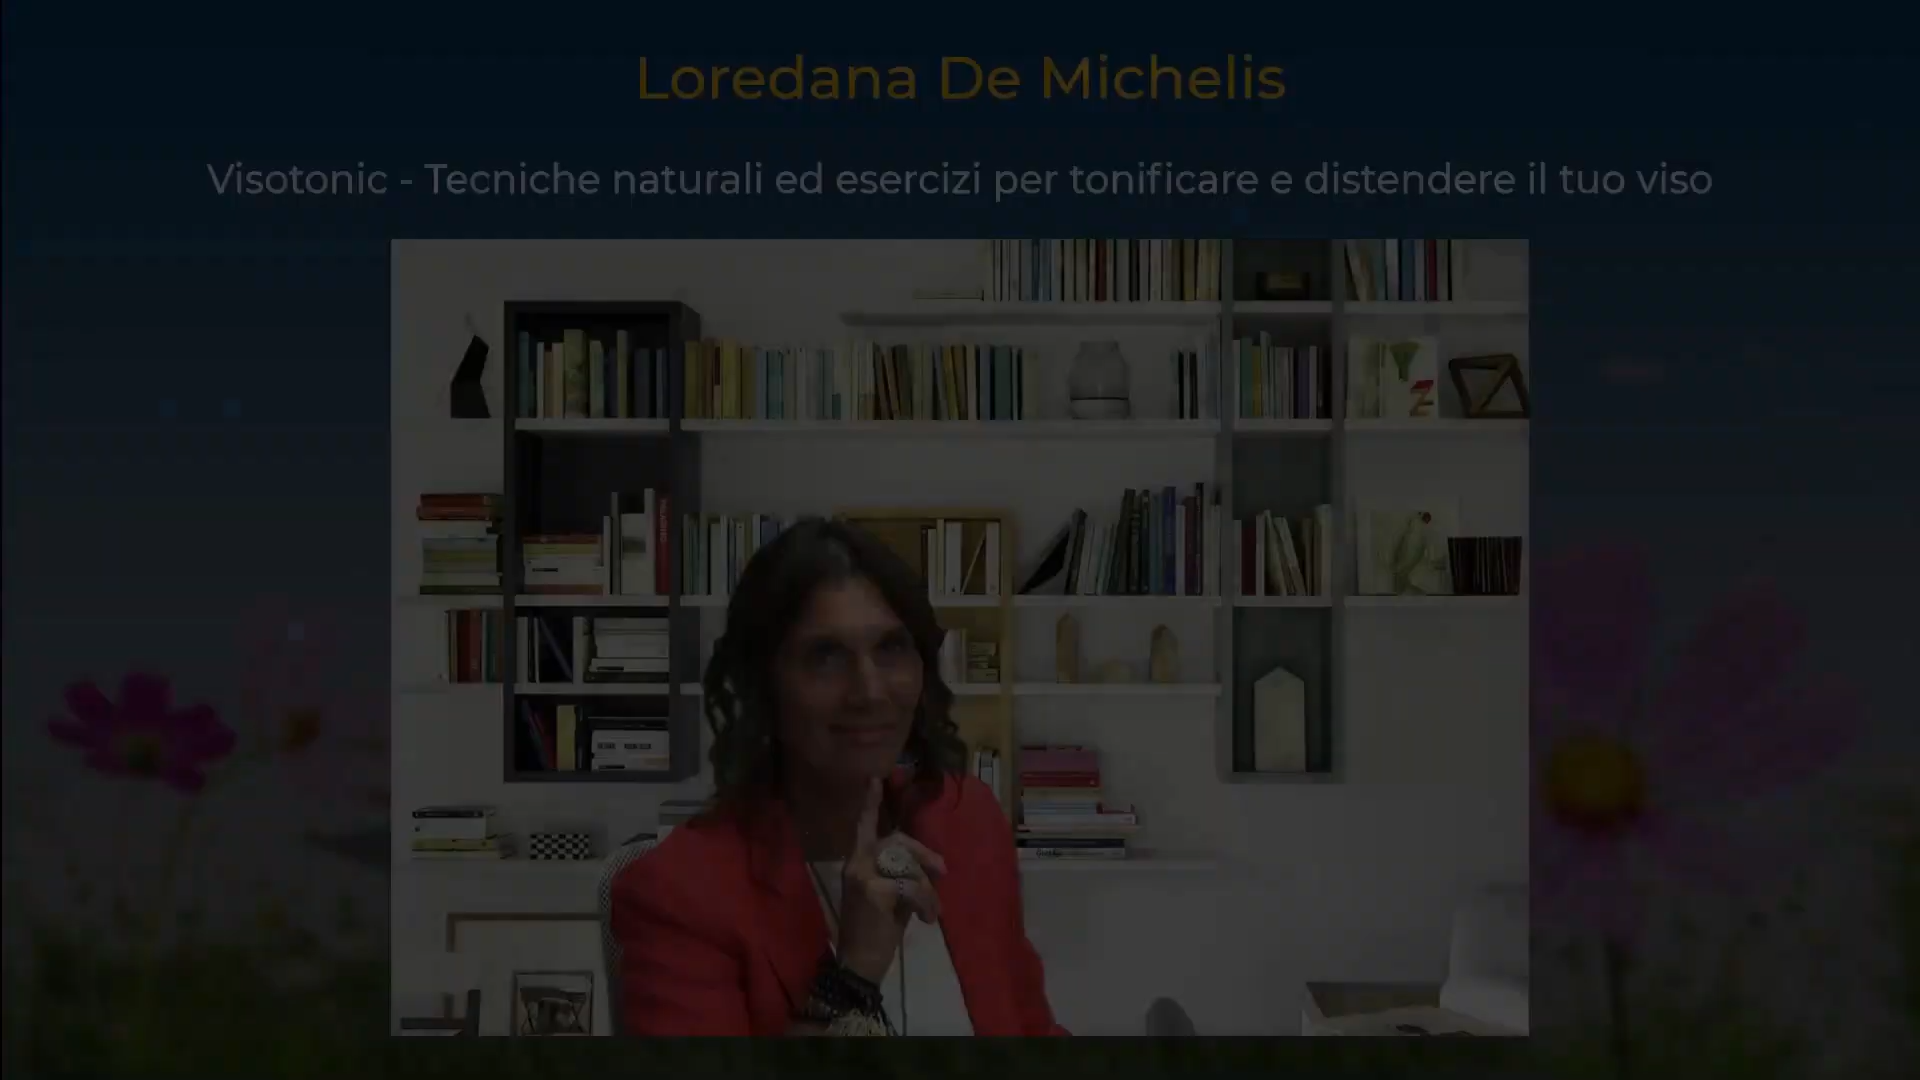 Loredana De Michelis
Visotonic - Tecniche naturali ed esercizi per tonificare e distendere il tuo viso